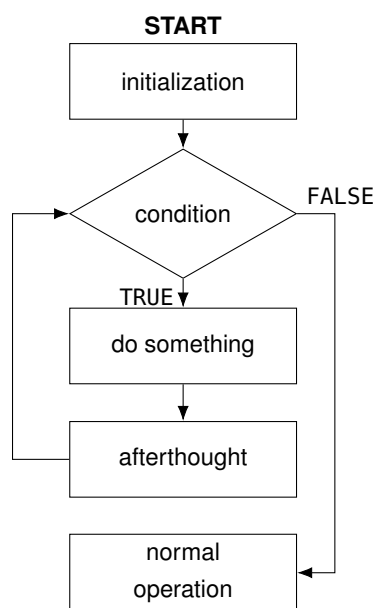 START
initialization
condition
FALSE
TRUE
do something
afterthought
normal
operation